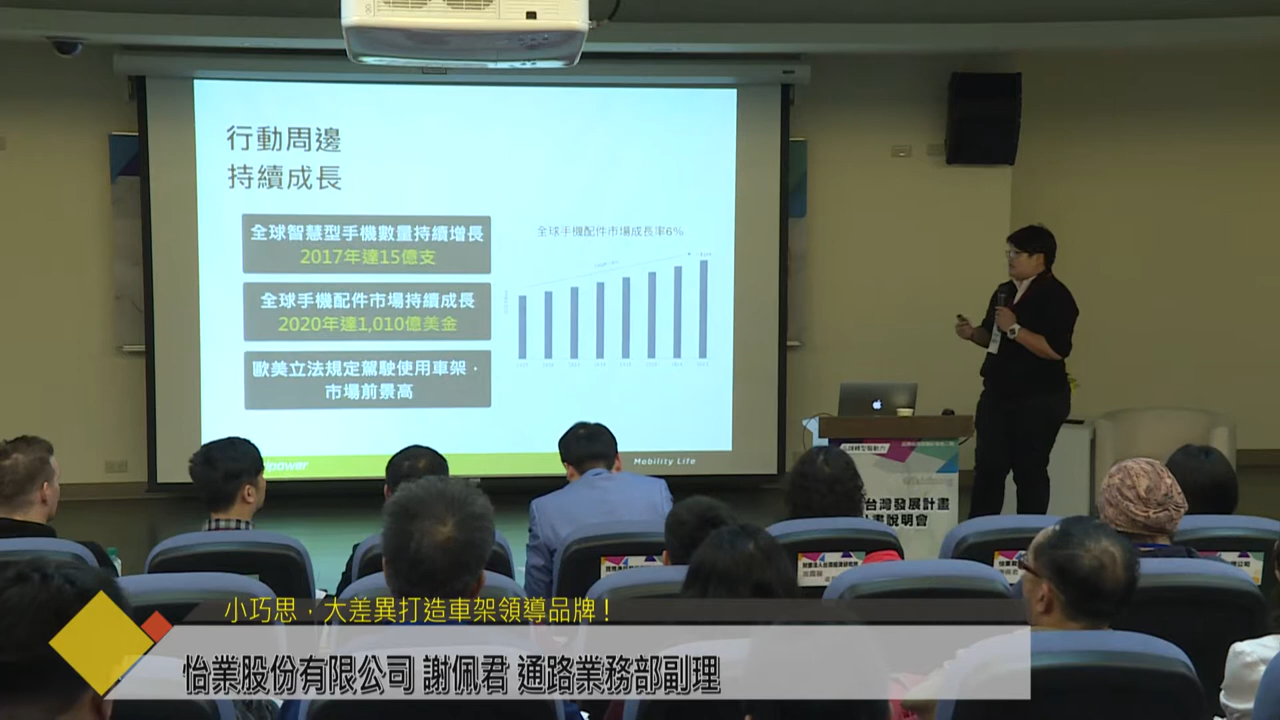 行動周邊
持續成長
全球智慧型手機數量持續增長
2017年達15億支
全球手機配件市場持續成長
2020年達1,010億美金
歐美立法規定駕駛使用車架，
市場前景高
全球手機配件市場成長率6%
Mobility Life
台灣發展計畫
說明會
小巧思，大差異打造車架領導品牌！
怡業股份有限公司 謝佩君 通路業務部副理